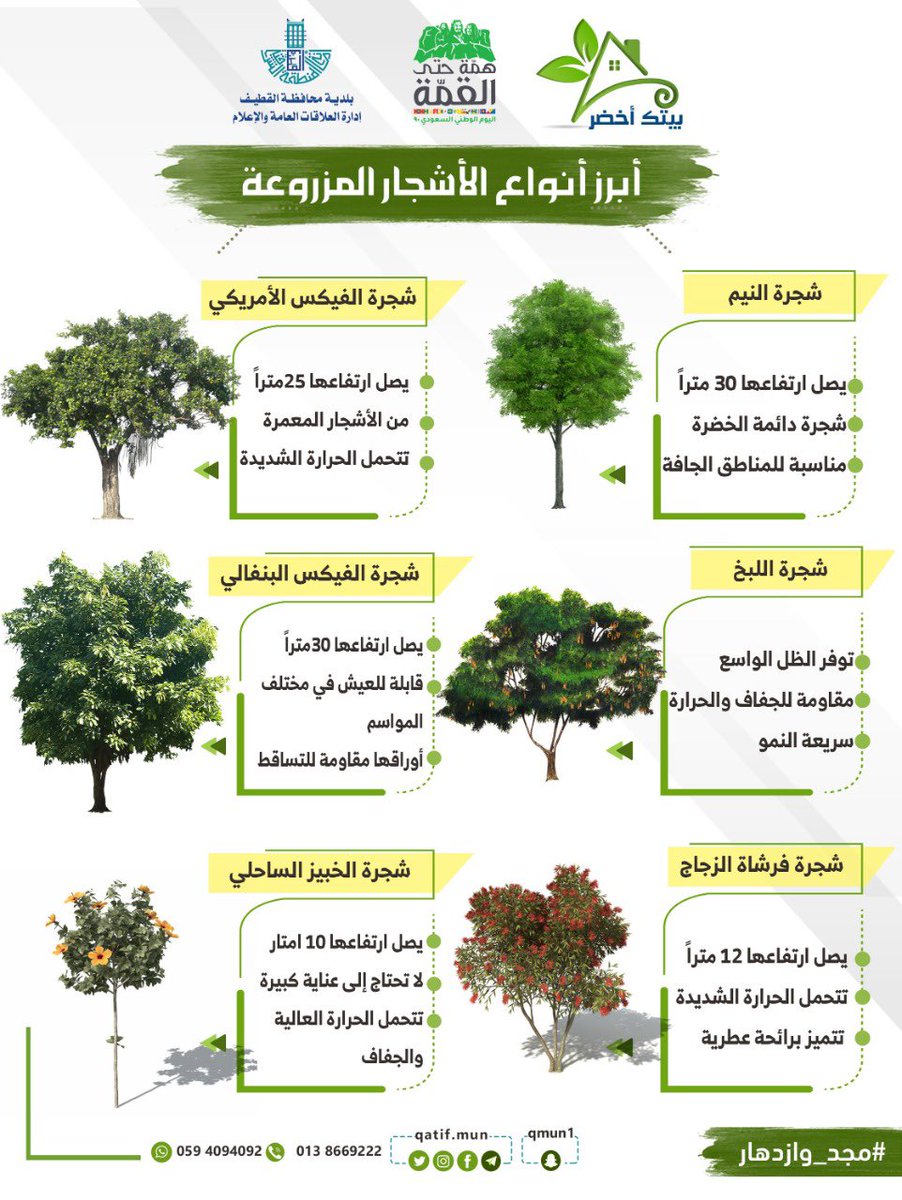 بيتك أخضر
همّة حتى
القمّة
اليوم الوطني السعودي ٩٠
بلدية محافظة القطيف
إدارة العلاقات العامة والإعلام
أبرز أنواع الأشجار المزروعة
شجرة النيم
يصل ارتفاعها 30 متراً
شجرة دائمة الخضرة
مناسبة للمناطق الجافة
شجرة الفيكس الأمريكي
يصل ارتفاعها 25متراً
من الأشجار المعمرة
تتحمل الحرارة الشديدة
شجرة اللبخ
توفر الظل الواسع
مقاومة للجفاف والحرارة
سريعة النمو
شجرة الفيكس البنغالي
يصل ارتفاعها 30متراً
قابلة للعيش في مختلف
المواسم
أوراقها مقاومة للتساقط
شجرة فرشاة الزجاج
يصل ارتفاعها 12 متراً
تتحمل الحرارة الشديدة
تتميز برائحة عطرية
شجرة الخبيز الساحلي
يصل ارتفاعها 10 امتار
لا تحتاج إلى عناية كبيرة
تتحمل الحرارة العالية
والجفاف
#مجد_وازدهار
qmun1
qatif.mun
013 8669222
059 4094092